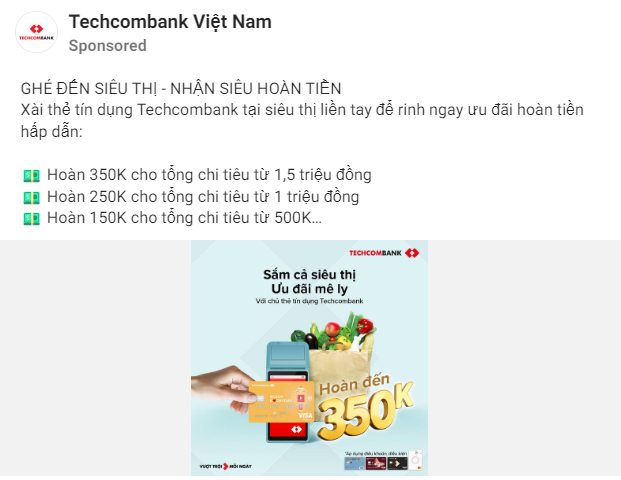 TECHCOMBANK
Techcombank Việt Nam
Sponsored
GHÉ ĐẾN SIÊU THỊ - NHẬN SIÊU HOÀN TIỀN
Xài thẻ tín dụng Techcombank tại siêu thị liền tay để rinh ngay ưu đãi hoàn tiền
hấp dẫn:
Hoàn 350K cho tổng chi tiêu từ 1,5 triệu đồng
Hoàn 250K cho tổng chi tiêu từ 1 triệu đồng
Hoàn 150K cho tổng chi tiêu từ 500K...
TECHCOMBANK
Sắm cả siêu thị
Ưu đãi mê ly
Với chủ thẻ tín dụng Techcombank
Hoàn đến
350K
VISA
*Áp dụng điều khoản, điều kiện
VƯỢT TRỘI MỖI NGÀY